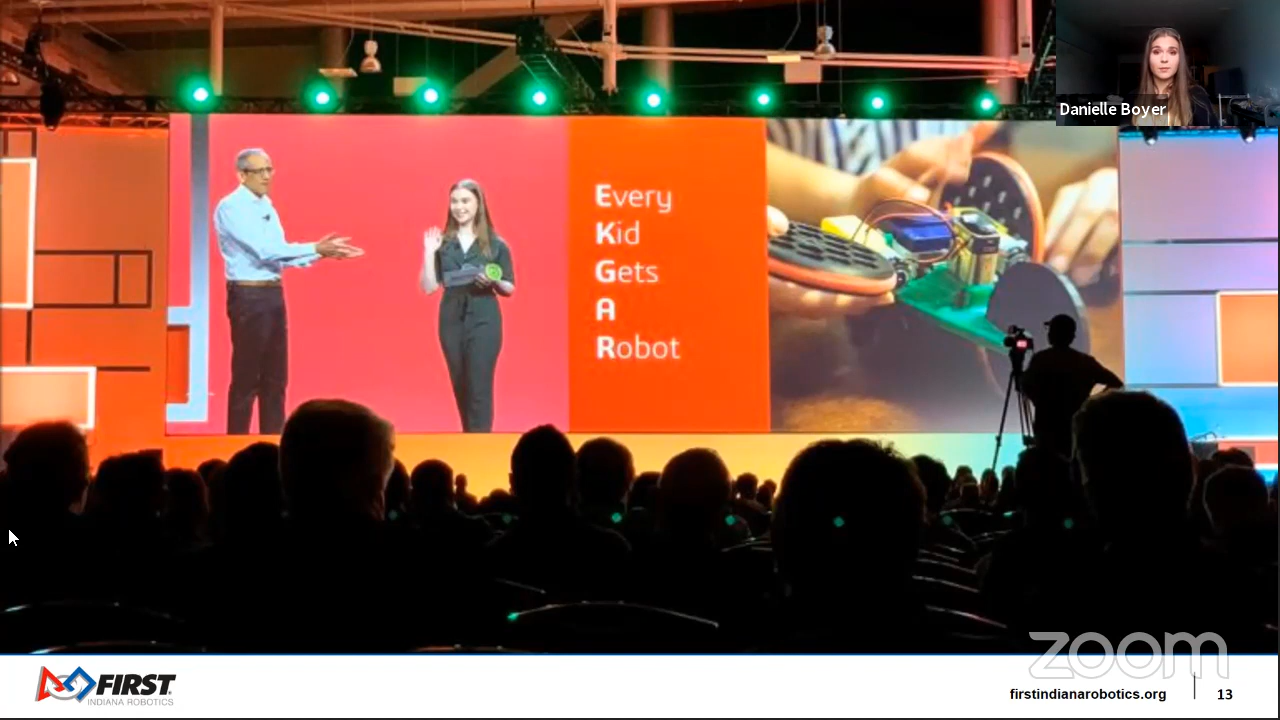 Danielle Boyer
Every
Kid
Gets
A
Robot
zoom
FIRST
INDIANA ROBOTICS
firstindianarobotics.org
13